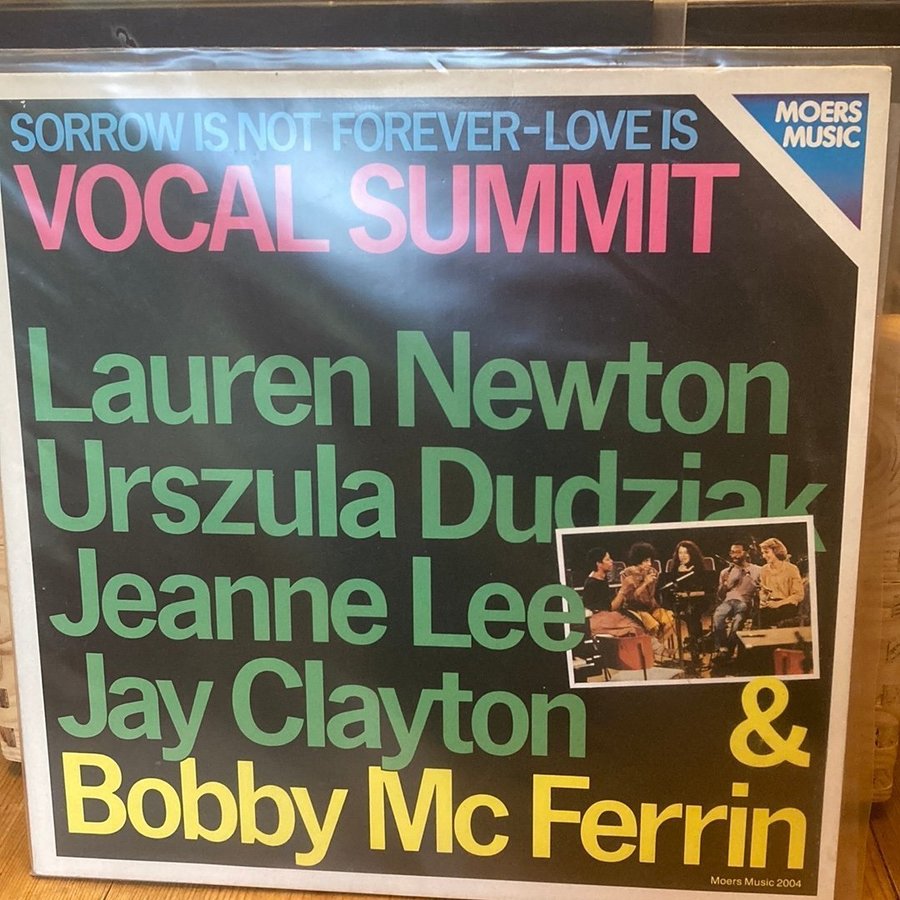 SORROW IS NOT FOREVER-LOVE IS
VOCAL SUMMIT
MOERS
MUSIC
Lauren Newton
Urszula Dudziak
Jeanne Lee
Jay Clayton
&
Bobby Mc Ferrin
Moers Music 2004